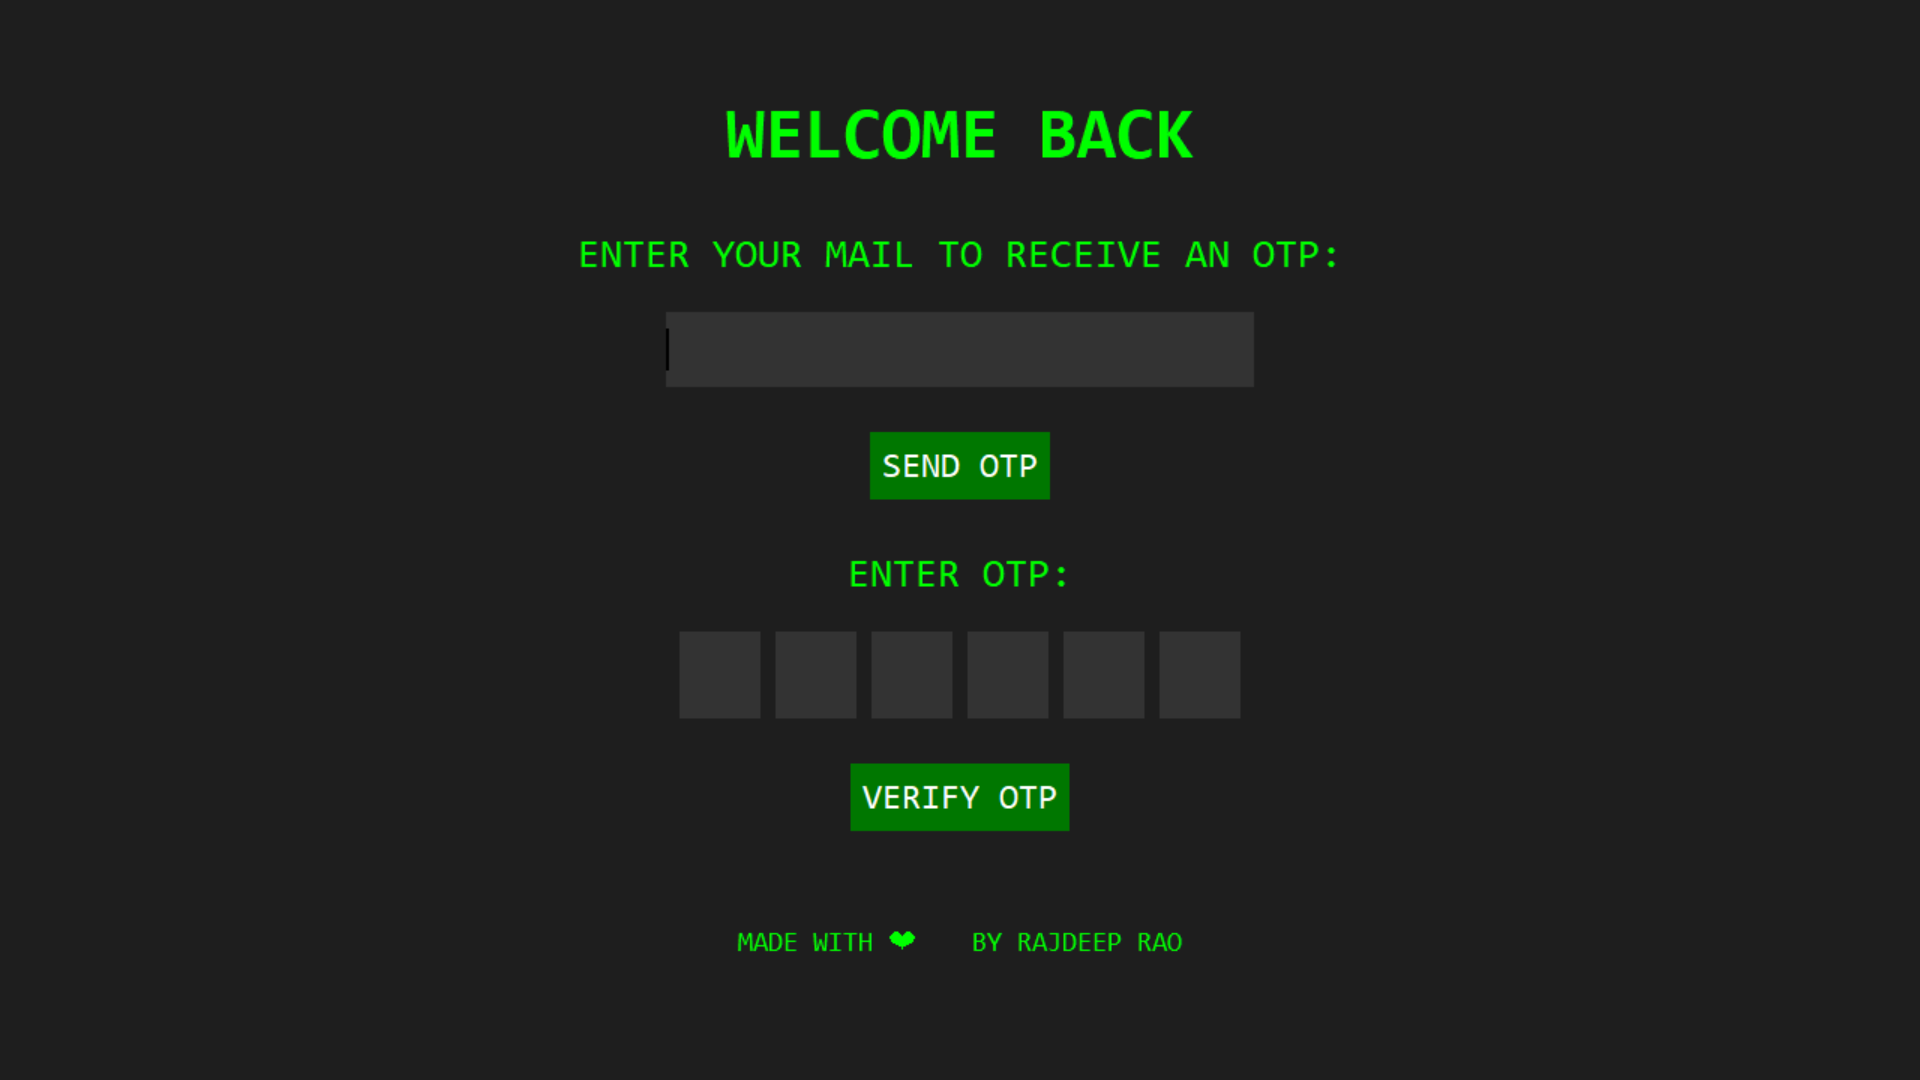 WELCOME BACK
ENTER YOUR MAIL TO RECEIVE AN OTP:
SEND OTP
ENTER OTP:
VERIFY OTP
MADE WITH ❤ BY RAJDEEP RAO